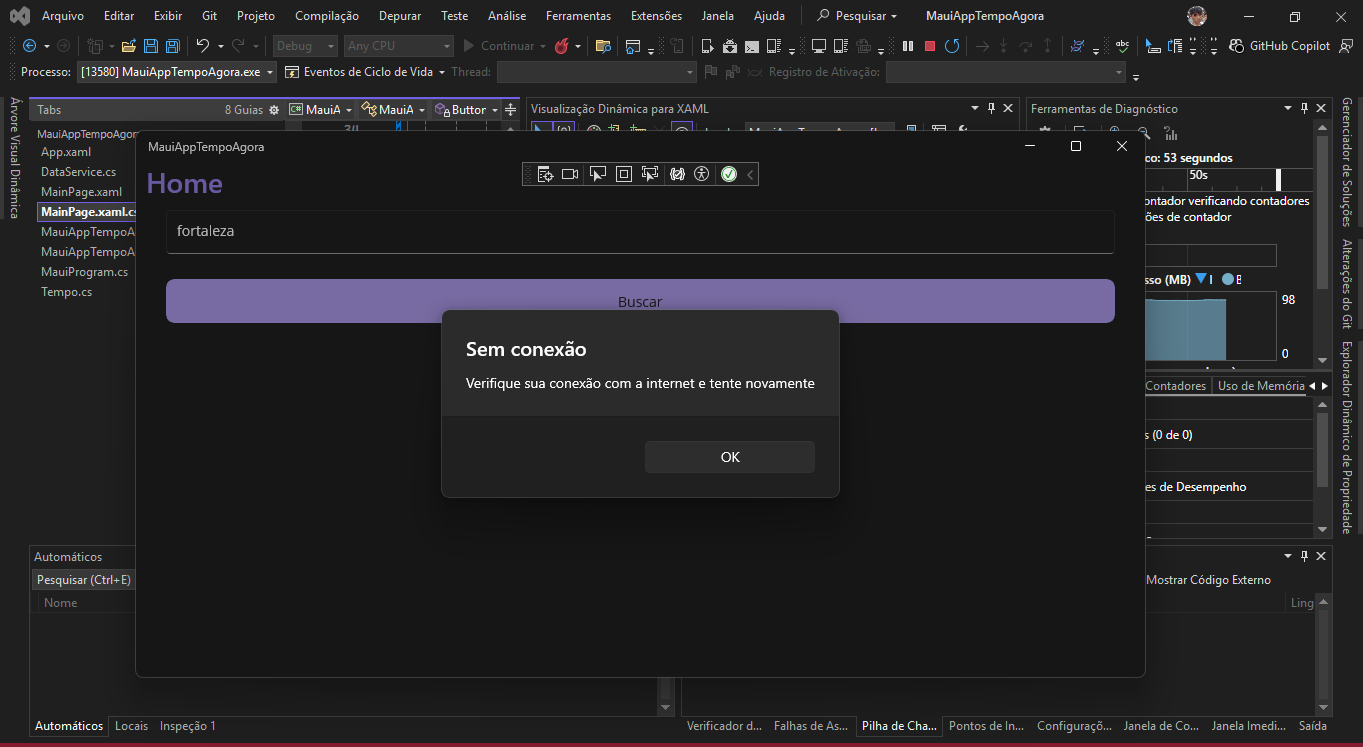 Arquivo Editar Exibir Git Projeto Compilação Depurar Teste Análise Ferramentas Extensões Janela Ajuda Pesquisar MauiAppTempoAgora
Debug Any CPU Continuar GitHub Copilot
Processo: [13580] MauiAppTempoAgora.exe Eventos de Ciclo de Vida Thread: Registro de Ativação:
Árvore Visual Dinâmica
Tabs 8 Guias MauiA MauiA Button
Visualização Dinâmica para XAML
Ferramentas de Diagnóstico
MauiAppTempoAgora
App.xaml
DataService.cs
MainPage.xaml
MainPage.xaml.cs
MauiAppTempoA
MauiAppTempoA
MauiProgram.cs
Tempo.cs
MauiAppTempoAgora
Home
fortaleza
Buscar
Sem conexão
Verifique sua conexão com a internet e tente novamente
OK
co: 53 segundos
50s
ontador verificando contadores
ões de contador
sso (MB)
98
0
Contadores Uso de Memória
s (0 de 0)
es de Desempenho
Gerenciador de Soluções
Alterações do Git
Explorador Dinâmico de Propriedade
Automáticos
Pesquisar (Ctrl+E)
Nome
Mostrar Código Externo
Ling
Automáticos Locais Inspeção 1
Verificador d... Falhas de As... Pilha de Cha... Pontos de In... Configuraçõ... Janela de Co... Janela Imedi... Saída